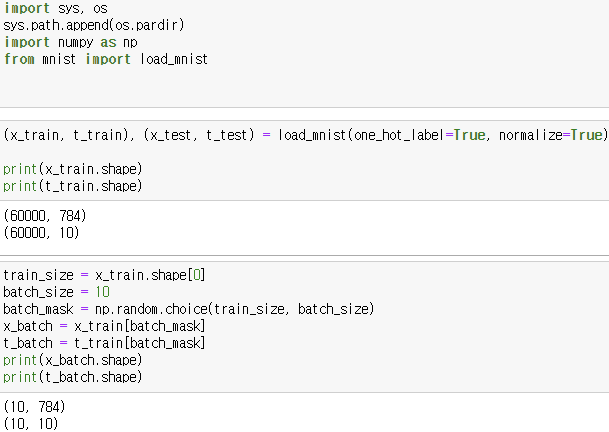 import sys, os
sys.path.append(os.pardir)
import numpy as np
from mnist import load_mnist
(x_train, t_train), (x_test, t_test) = load_mnist(one_hot_label=True, normalize=True)
print(x_train.shape)
print(t_train.shape)
(60000, 784)
(60000, 10)
train_size = x_train.shape[0]
batch_size = 10
batch_mask = np.random.choice(train_size, batch_size)
x_batch = x_train[batch_mask]
t_batch = t_train[batch_mask]
print(x_batch.shape)
print(t_batch.shape)
(10, 784)
(10, 10)